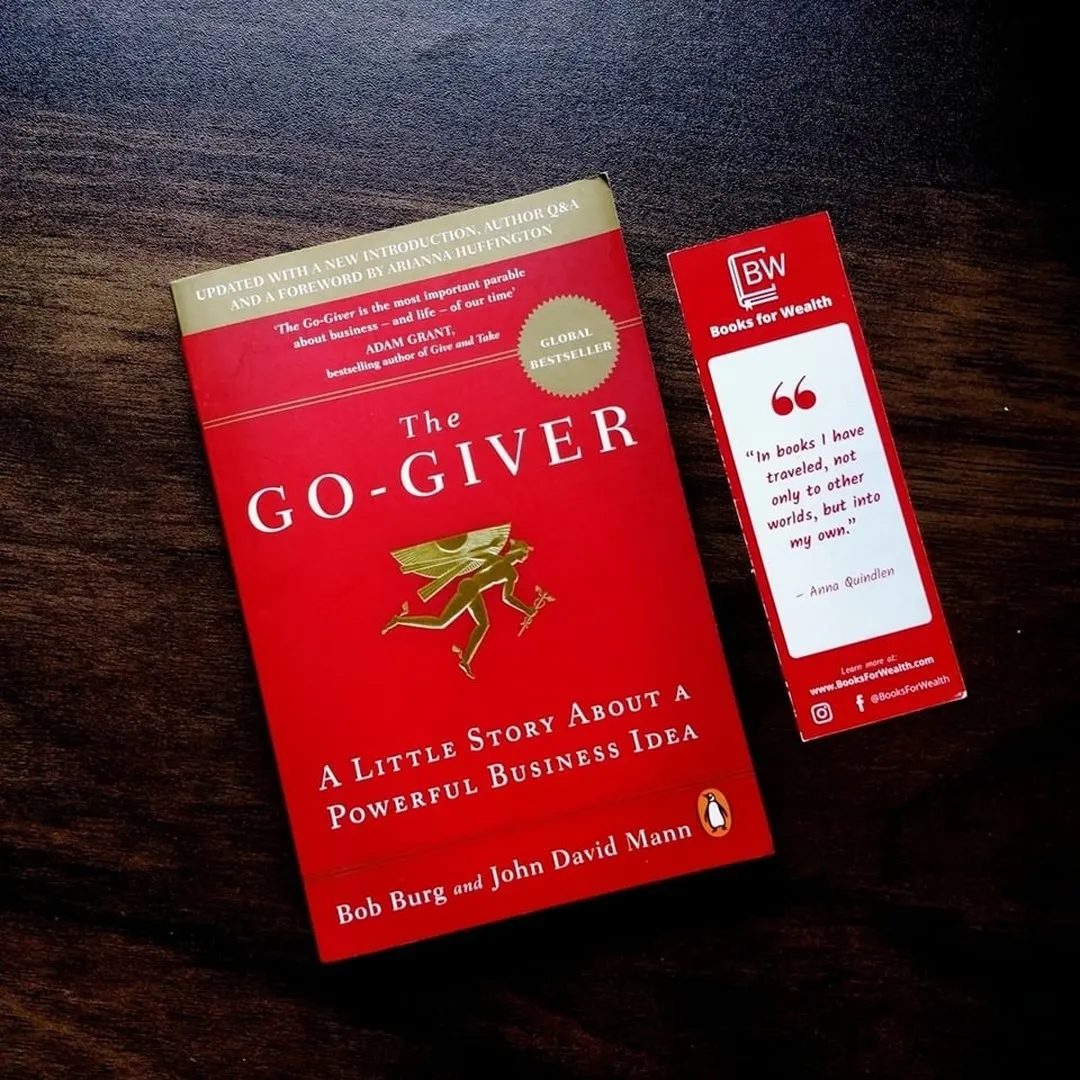 UPDATED WITH A NEW INTRODUCTION, AUTHOR Q&A
AND A FOREWORD BY ARIANNA HUFFINGTON
'The Go-Giver is the most important parable
about business – and life – of our time'
ADAM GRANT,
bestselling author of Give and Take
GLOBAL
BESTSELLER
The
GO-GIVER
A LITTLE STORY ABOUT A
POWERFUL BUSINESS IDEA
Bob Burg and John David Mann
BW
Books for Wealth
“
“In books I have
traveled, not
only to other
worlds, but into
my own.”
– Anna Quindlen
Learn more at:
www.BooksForWealth.com
@BooksForWealth